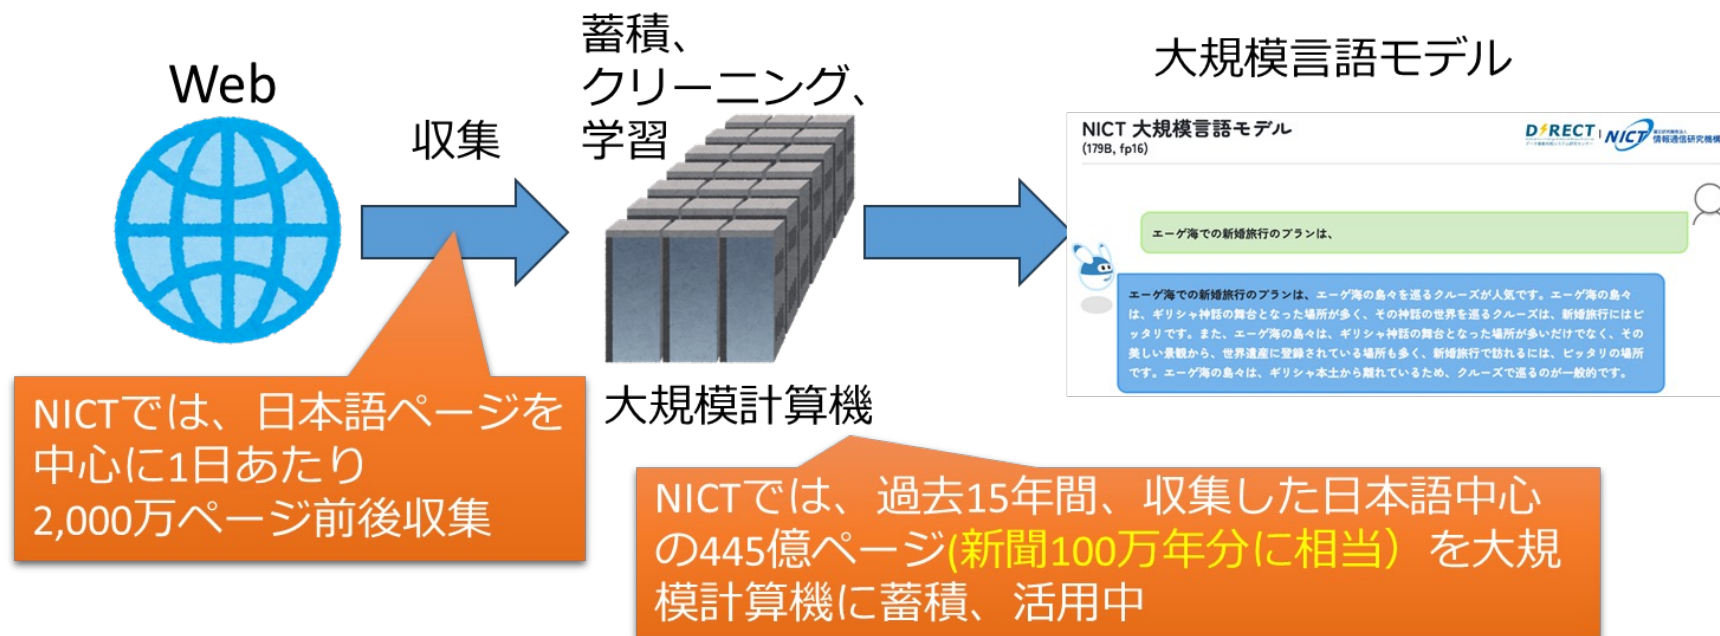 Web
収集
蓄積、
クリーニング、
学習
大規模計算機
大規模言語モデル
NICT 大規模言語モデル
(179B, fp16)
DIRECT
NICT
情報通信研究機構
エーゲ海での新婚旅行のプランは、
エーゲ海での新婚旅行のプランは、エーゲ海の島々を巡るクルーズが人気です。エーゲ海の島々
は、ギリシャ神話の舞台となった場所が多く、その神話の世界を巡るクルーズは、新婚旅行にはピ
ッタリです。また、エーゲ海の島々は、ギリシャ神話の舞台となった場所が多いだけでなく、その
美しい景観から、世界遺産に登録されている場所も多く、新婚旅行で訪れるには、ピッタリの場所
です。エーゲ海の島々は、ギリシャ本土から離れているため、クルーズで巡るのが一般的です。
NICTでは、日本語ページを
中心に1日あたり
2,000万ページ前後収集
NICTでは、過去15年間、収集した日本語中心
の445億ページ(新聞100万年分に相当）を大規
模計算機に蓄積、活用中